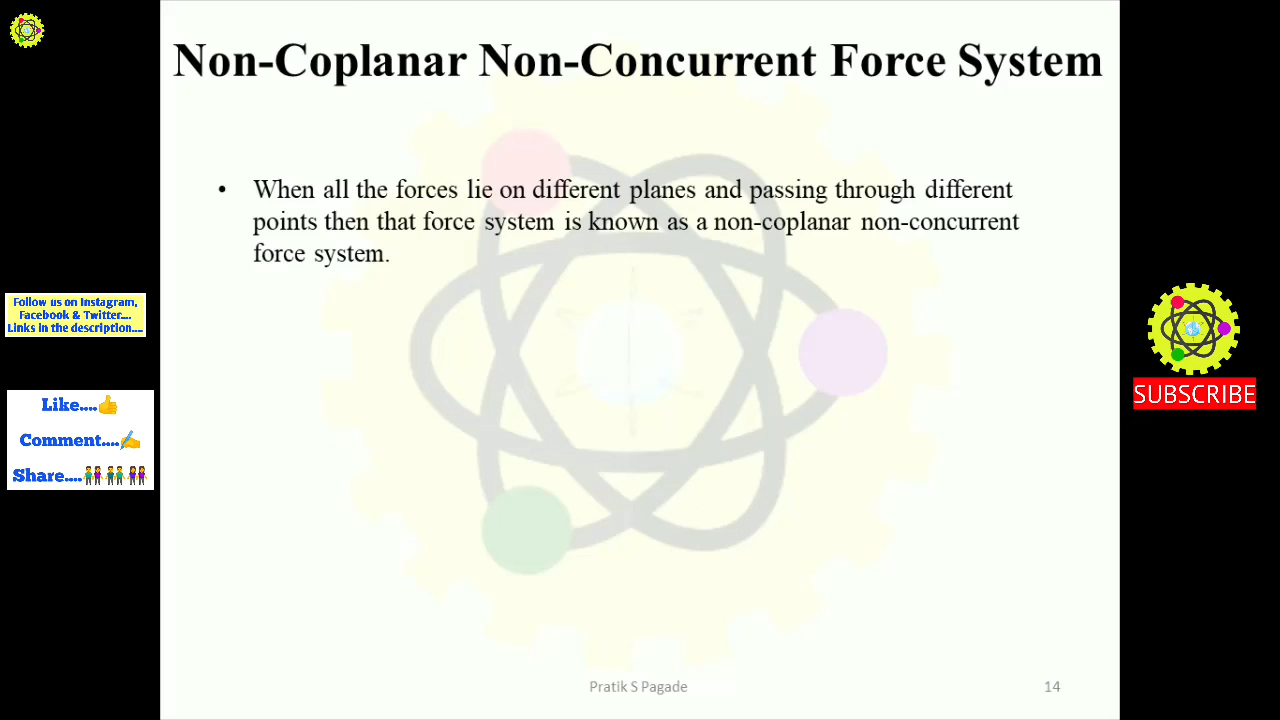 Non-Coplanar Non-Concurrent Force System
• When all the forces lie on different planes and passing through different
points then that force system is known as a non-coplanar non-concurrent
force system.
Follow us on Instagram,
Facebook & Twitter....
Links in the description....
Like....👍
Comment....✍
Share....👬👬👭
SUBSCRIBE
Pratik S Pagade
14